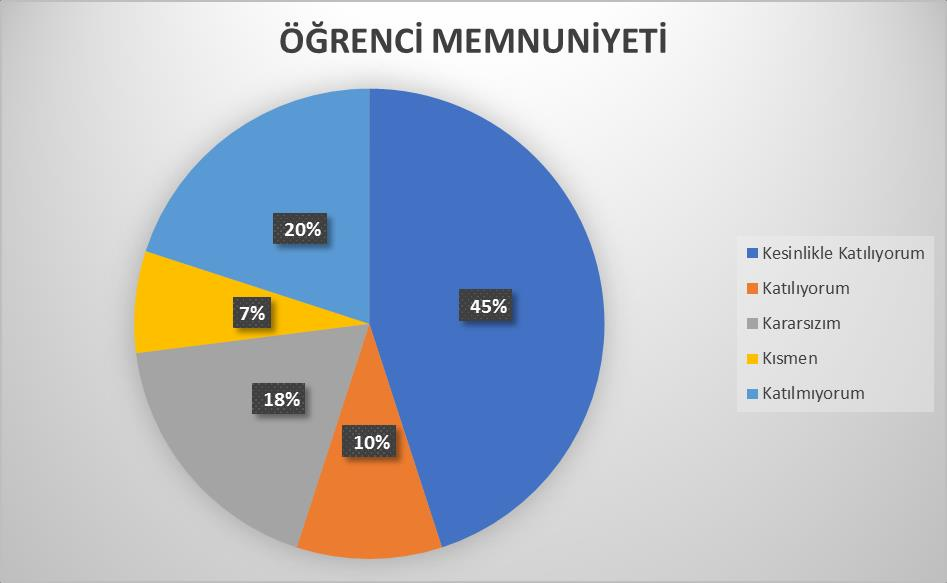 ÖĞRENCİ MEMNUNİYETİ
20%
45%
7%
18%
10%
Kesinlikle Katılıyorum
Katılıyorum
Kararsızım
Kısmen
Katılmıyorum